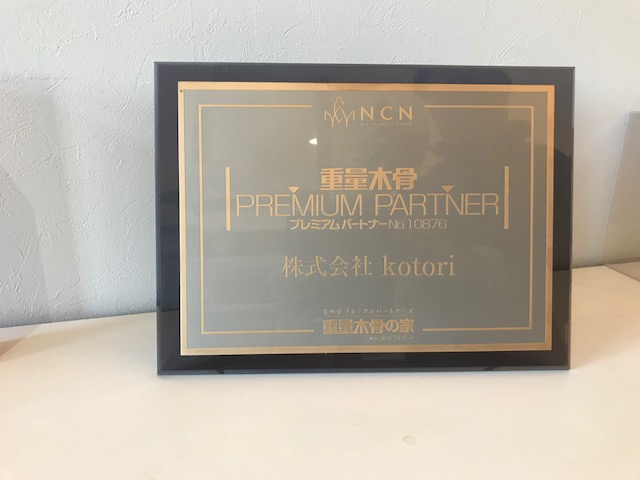 NCN
重量木骨
PREMIUM PARTNER
プレミアムパートナーNo.10876
株式会社 kotori
重量木骨の家